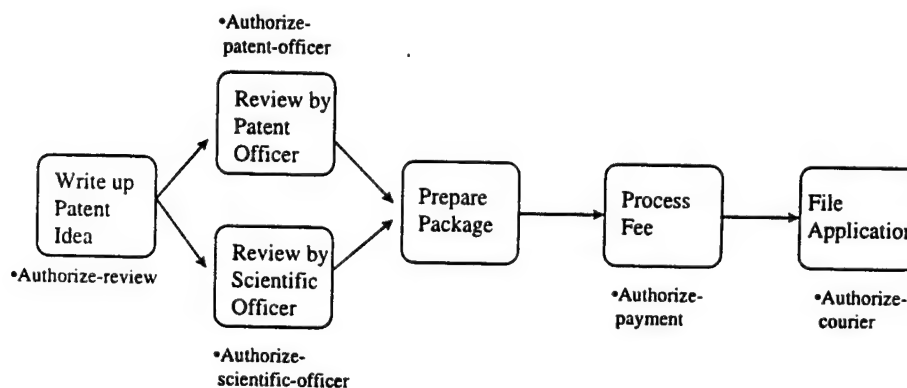 •Authorize-
patent-officer
Review by
Patent
Officer
Write up
Patent
Idea
•Authorize-review
Review by
Scientific
Officer
•Authorize-
scientific-officer
Prepare
Package
Process
Fee
•Authorize-
payment
File
Application
•Authorize-
courier